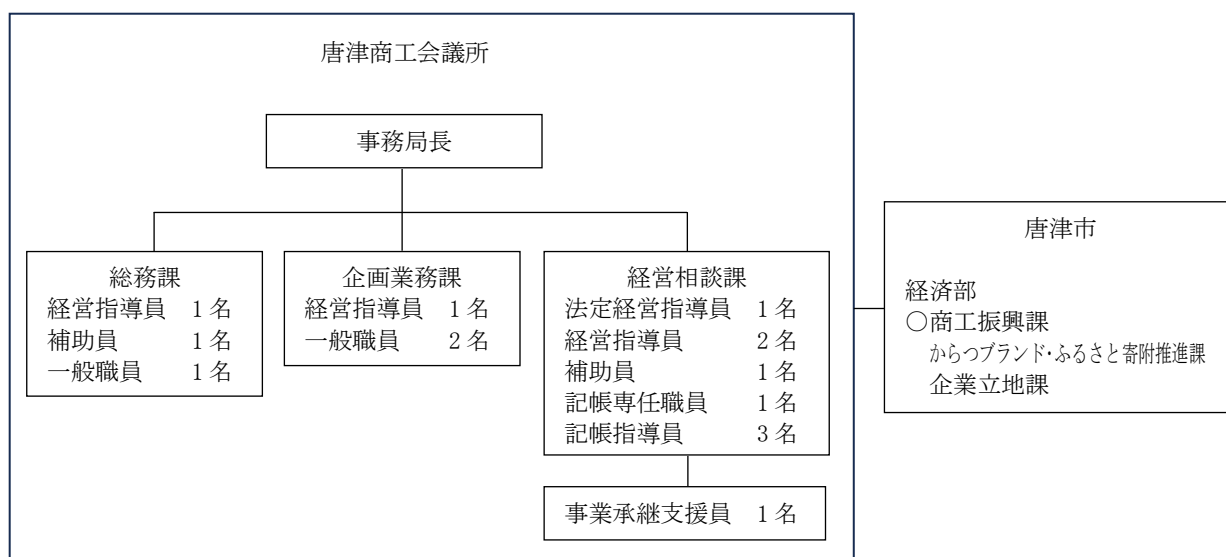 唐津商工会議所
事務局長
総務課
経営指導員 1名
補助員 1名
一般職員 1名
企画業務課
経営指導員 1名
一般職員 2名
経営相談課
法定経営指導員 1名
経営指導員 2名
補助員 1名
記帳専任職員 1名
記帳指導員 3名
事業承継支援員 1名
唐津市
経済部
○商工振興課
からつブランド・ふるさと寄附推進課
企業立地課